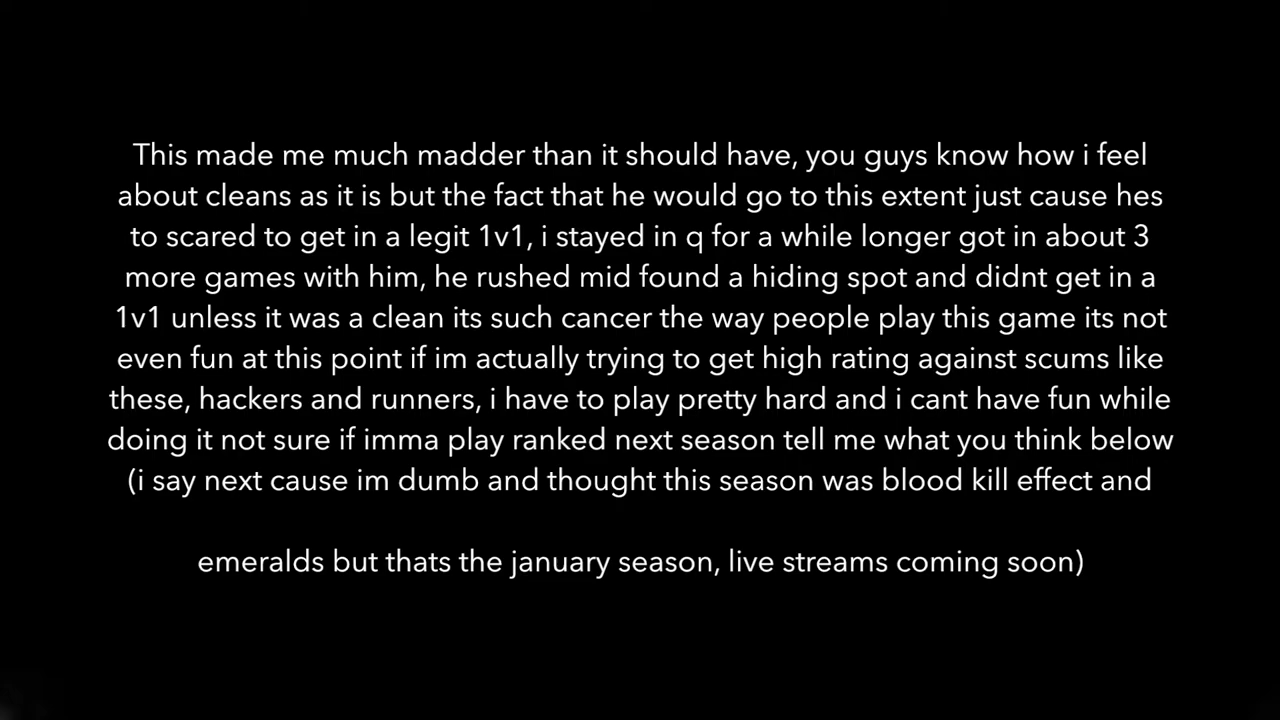 This made me much madder than it should have, you guys know how i feel
about cleans as it is but the fact that he would go to this extent just cause hes
to scared to get in a legit 1v1, i stayed in q for a while longer got in about 3
more games with him, he rushed mid found a hiding spot and didnt get in a
1v1 unless it was a clean its such cancer the way people play this game its not
even fun at this point if im actually trying to get high rating against scums like
these, hackers and runners, i have to play pretty hard and i cant have fun while
doing it not sure if imma play ranked next season tell me what you think below
(i say next cause im dumb and thought this season was blood kill effect and
emeralds but thats the january season, live streams coming soon)